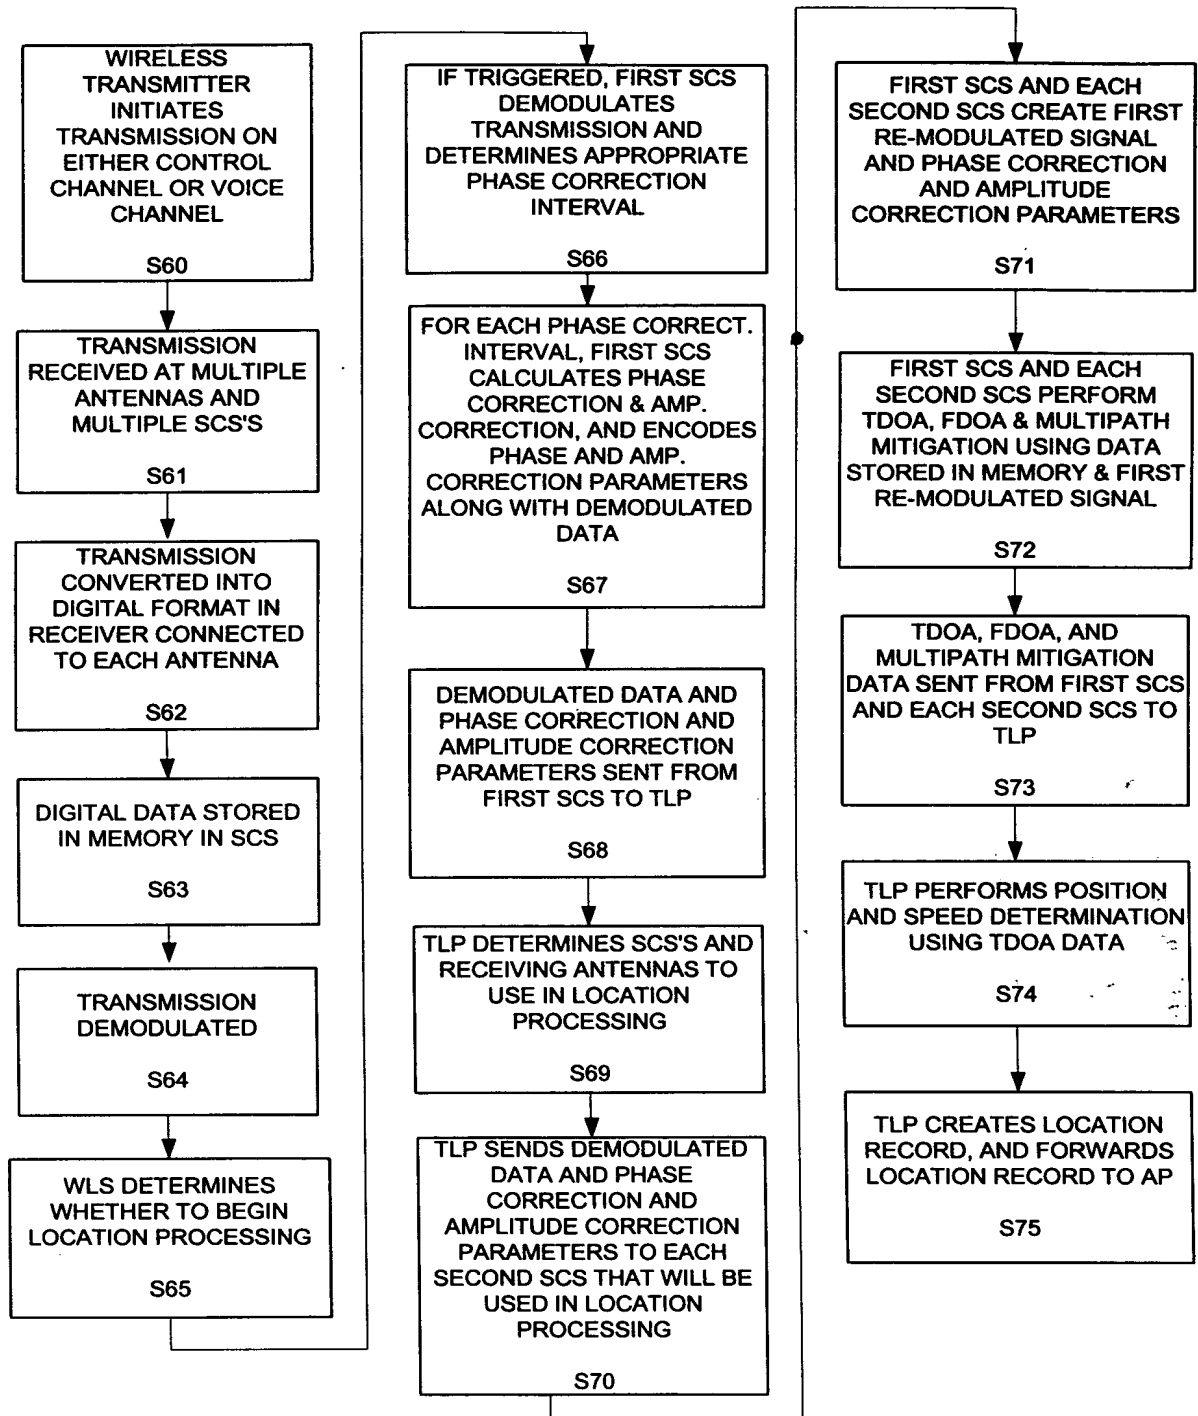 WIRELESS
TRANSMITTER
INITIATES
TRANSMISSION ON
EITHER CONTROL
CHANNEL OR VOICE
CHANNEL
S60
TRANSMISSION
RECEIVED AT MULTIPLE
ANTENNAS AND
MULTIPLE SCS'S
S61
TRANSMISSION
CONVERTED INTO
DIGITAL FORMAT IN
RECEIVER CONNECTED
TO EACH ANTENNA
S62
DIGITAL DATA STORED
IN MEMORY IN SCS
S63
TRANSMISSION
DEMODULATED
S64
WLS DETERMINES
WHETHER TO BEGIN
LOCATION PROCESSING
S65
IF TRIGGERED, FIRST SCS
DEMODULATES
TRANSMISSION AND
DETERMINES APPROPRIATE
PHASE CORRECTION
INTERVAL
S66
FOR EACH PHASE CORRECT.
INTERVAL, FIRST SCS
CALCULATES PHASE
CORRECTION & AMP.
CORRECTION, AND ENCODES
PHASE AND AMP.
CORRECTION PARAMETERS
ALONG WITH DEMODULATED
DATA
S67
DEMODULATED DATA AND
PHASE CORRECTION AND
AMPLITUDE CORRECTION
PARAMETERS SENT FROM
FIRST SCS TO TLP
S68
TLP DETERMINES SCS'S AND
RECEIVING ANTENNAS TO
USE IN LOCATION
PROCESSING
S69
TLP SENDS DEMODULATED
DATA AND PHASE
CORRECTION AND
AMPLITUDE CORRECTION
PARAMETERS TO EACH
SECOND SCS THAT WILL BE
USED IN LOCATION
PROCESSING
S70
FIRST SCS AND EACH
SECOND SCS CREATE FIRST
RE-MODULATED SIGNAL
AND PHASE CORRECTION
AND AMPLITUDE
CORRECTION PARAMETERS
S71
FIRST SCS AND EACH
SECOND SCS PERFORM
TDOA, FDOA & MULTIPATH
MITIGATION USING DATA
STORED IN MEMORY & FIRST
RE-MODULATED SIGNAL
S72
TDOA, FDOA, AND
MULTIPATH MITIGATION
DATA SENT FROM FIRST SCS
AND EACH SECOND SCS TO
TLP
S73
TLP PERFORMS POSITION
AND SPEED DETERMINATION
USING TDOA DATA
S74
TLP CREATES LOCATION
RECORD, AND FORWARDS
LOCATION RECORD TO AP
S75